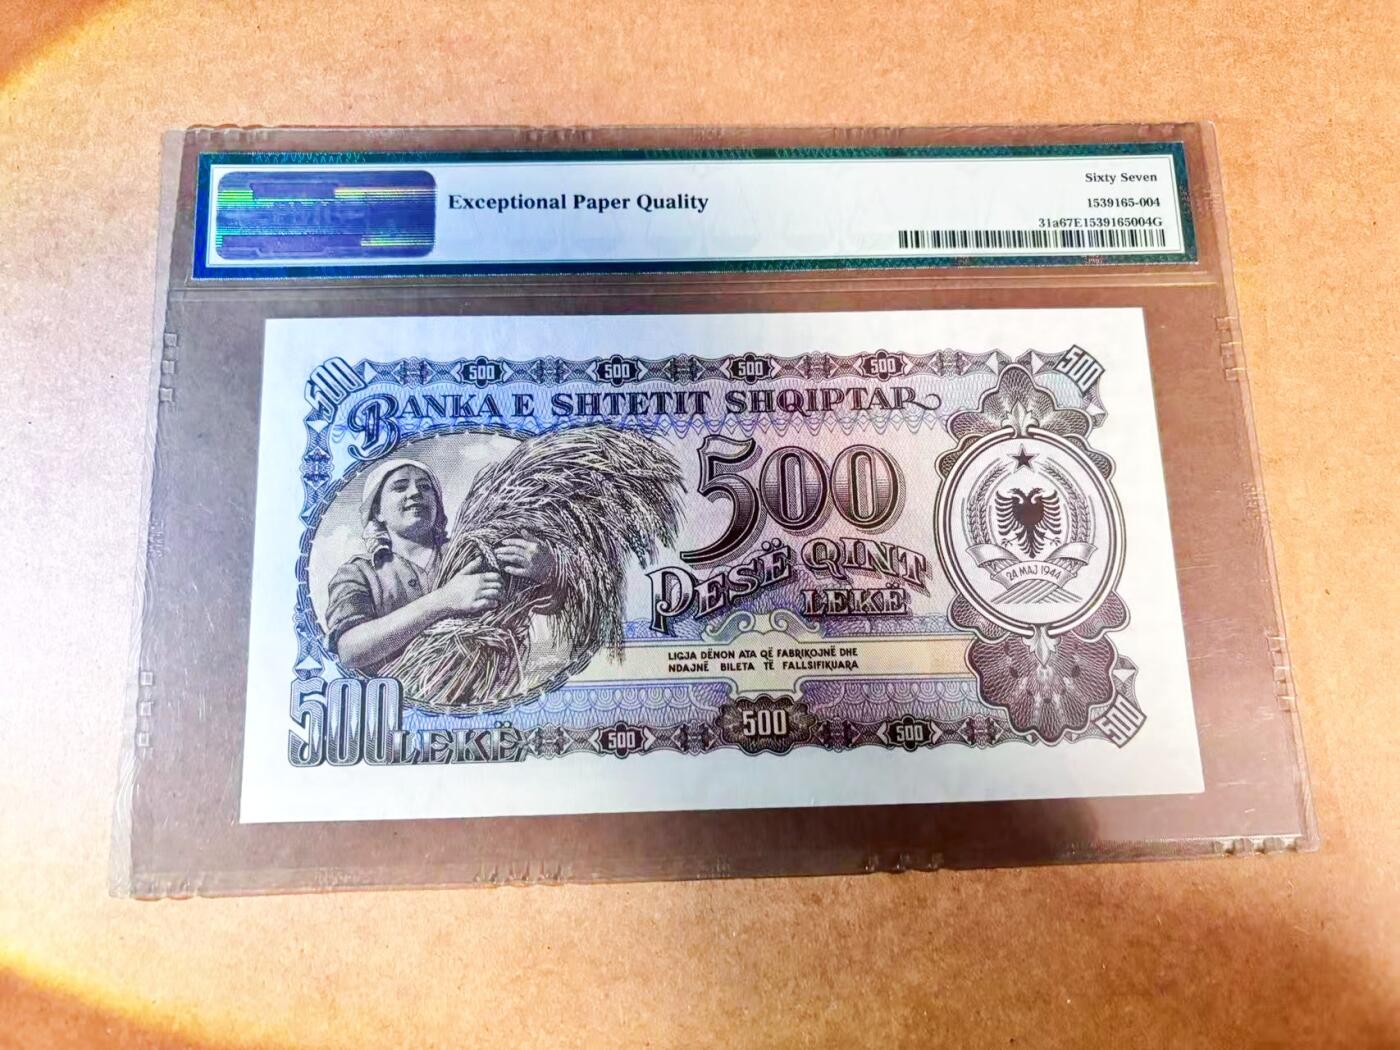 Exceptional Paper Quality
Sixty Seven
1539165-004
31a67E1539165004G
500 500 500 500 500 500
BANKA E SHTETIT SHQIPTAR
500
PESË QINT
LEKË
24 MAJ 1944
LIGJA DËNON ATA QË FABRIKOJNË DHE
NDAJNË BILETA TË FALLSIFIKUARA
500 LEKË 500 500 500 500